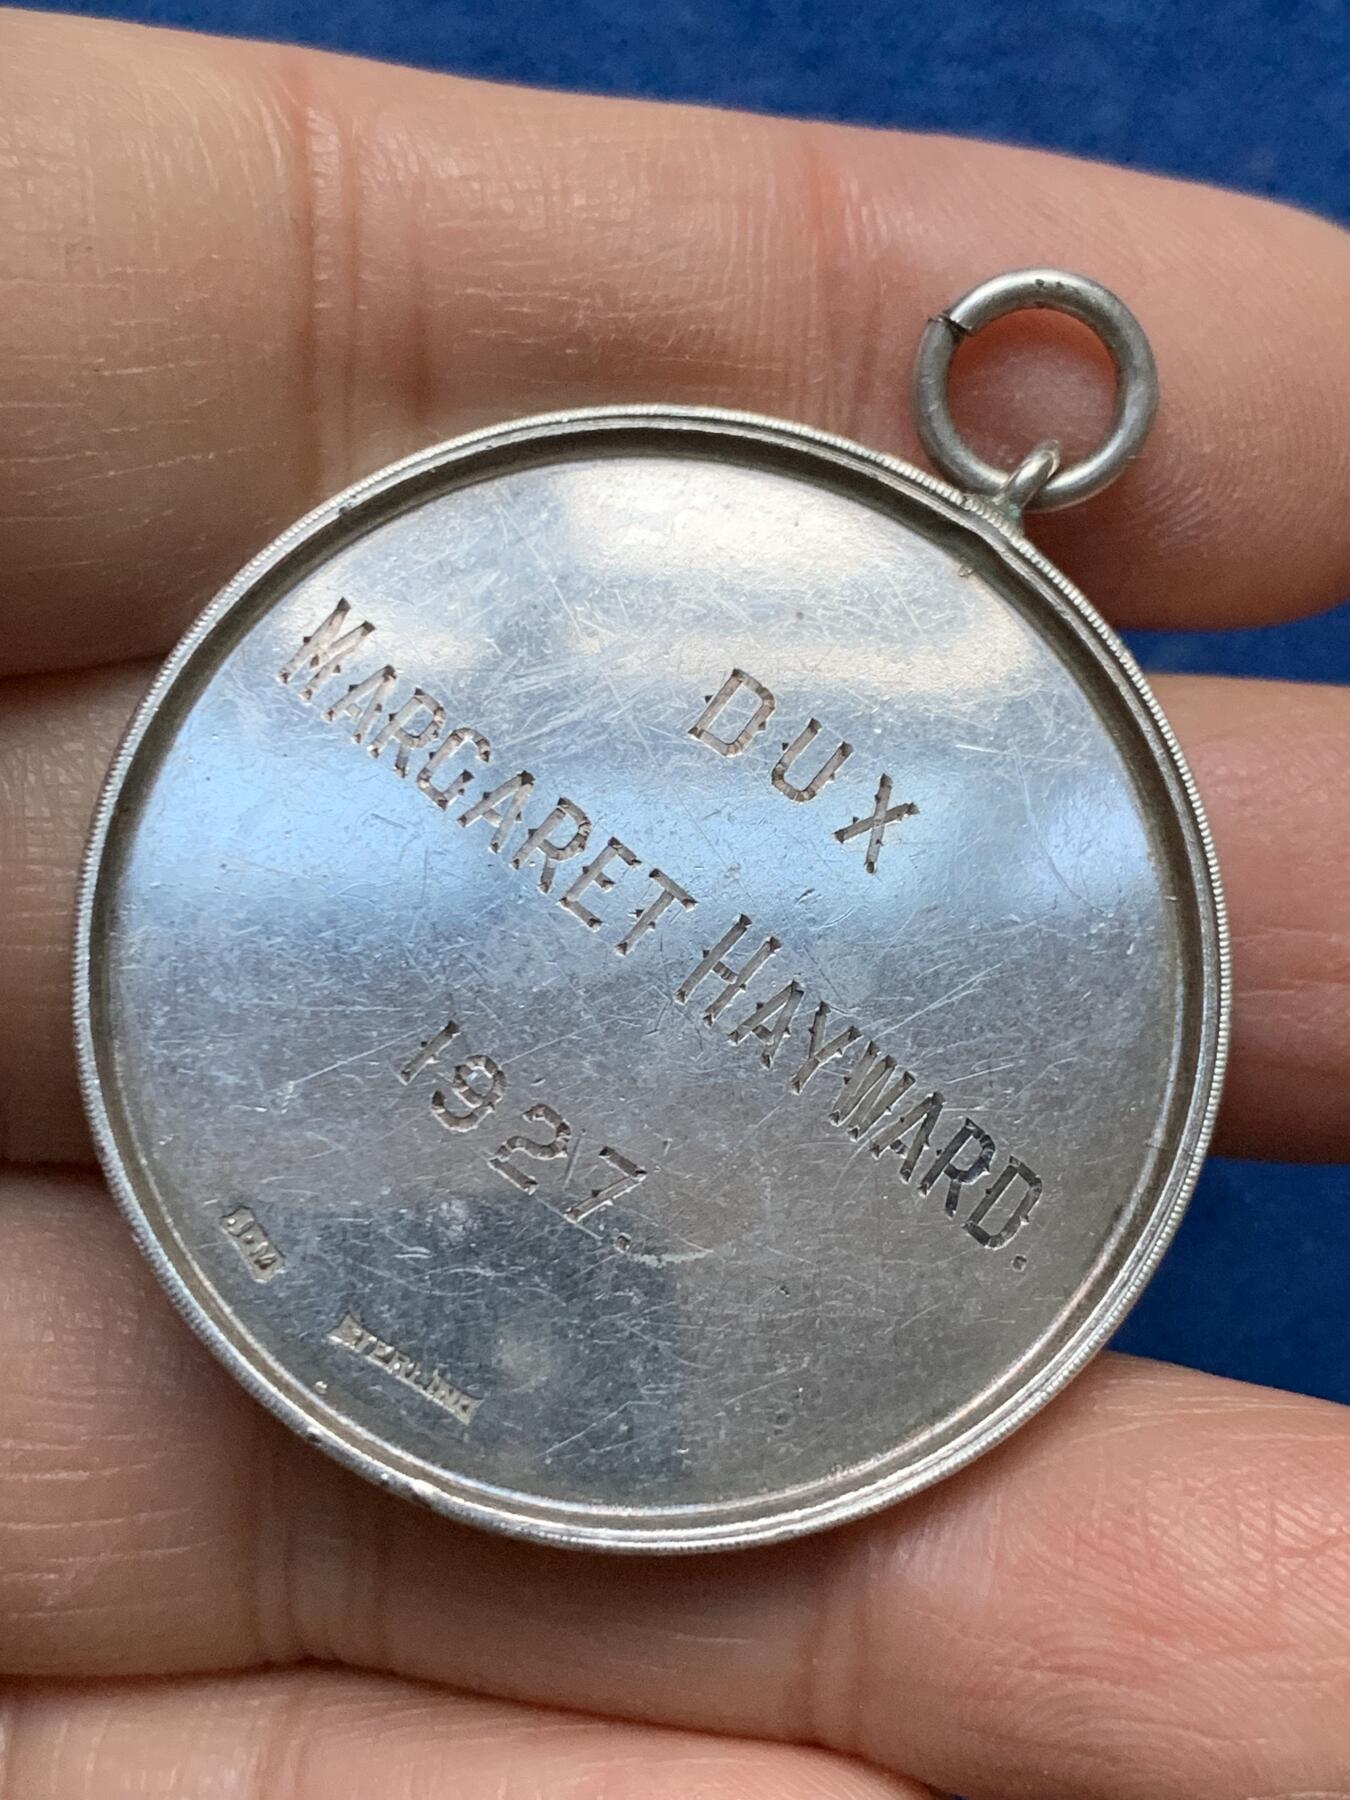 DUX
MARGARET HAYWARD.
1927.
J.M
STERLING